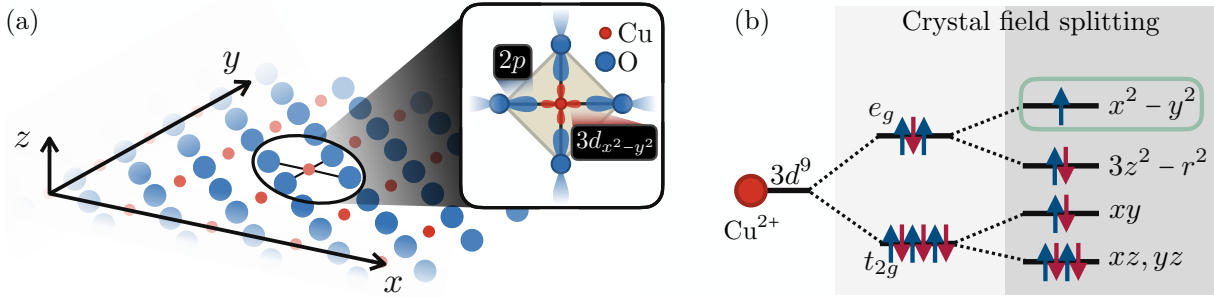 (a)
z
y
x
Cu
O
2p
3d_{x^2-y^2}
(b)
Crystal field splitting
Cu^{2+}
3d^9
e_g
t_{2g}
x^2 − y^2
3z^2 − r^2
xy
xz, yz